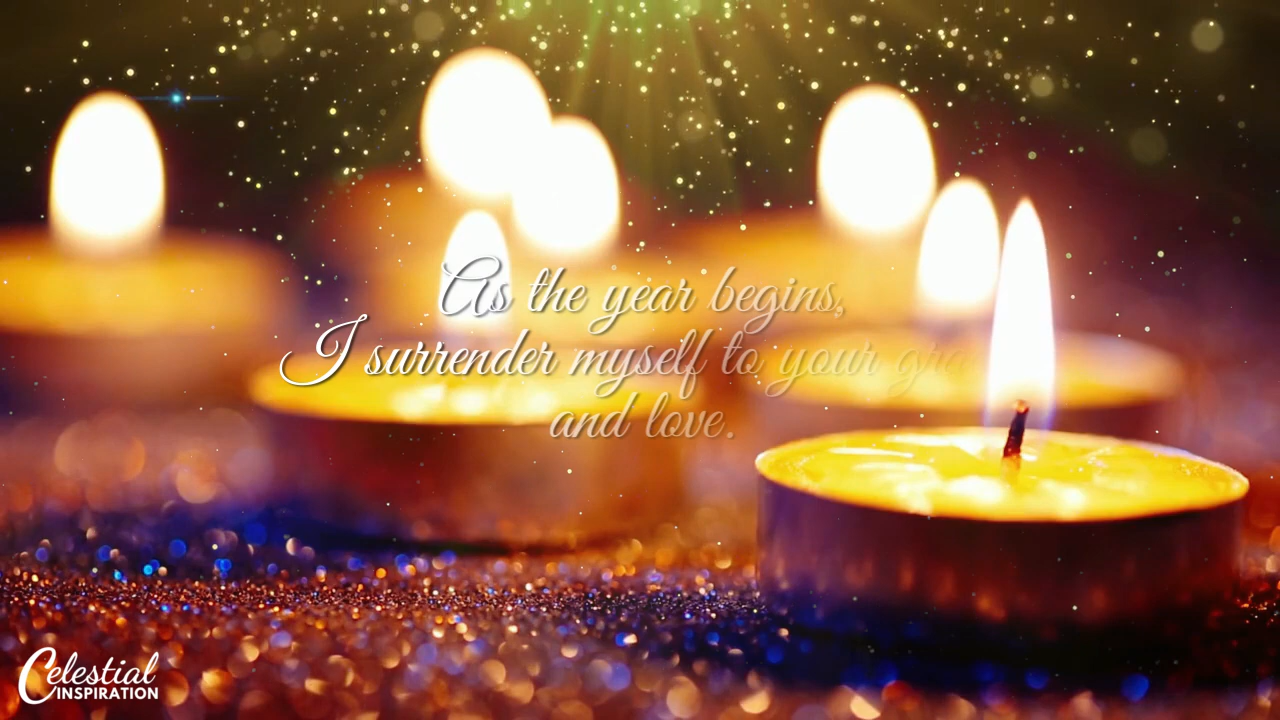 As the year begins,
I surrender myself to your
and love.
Celestial
INSPIRATION